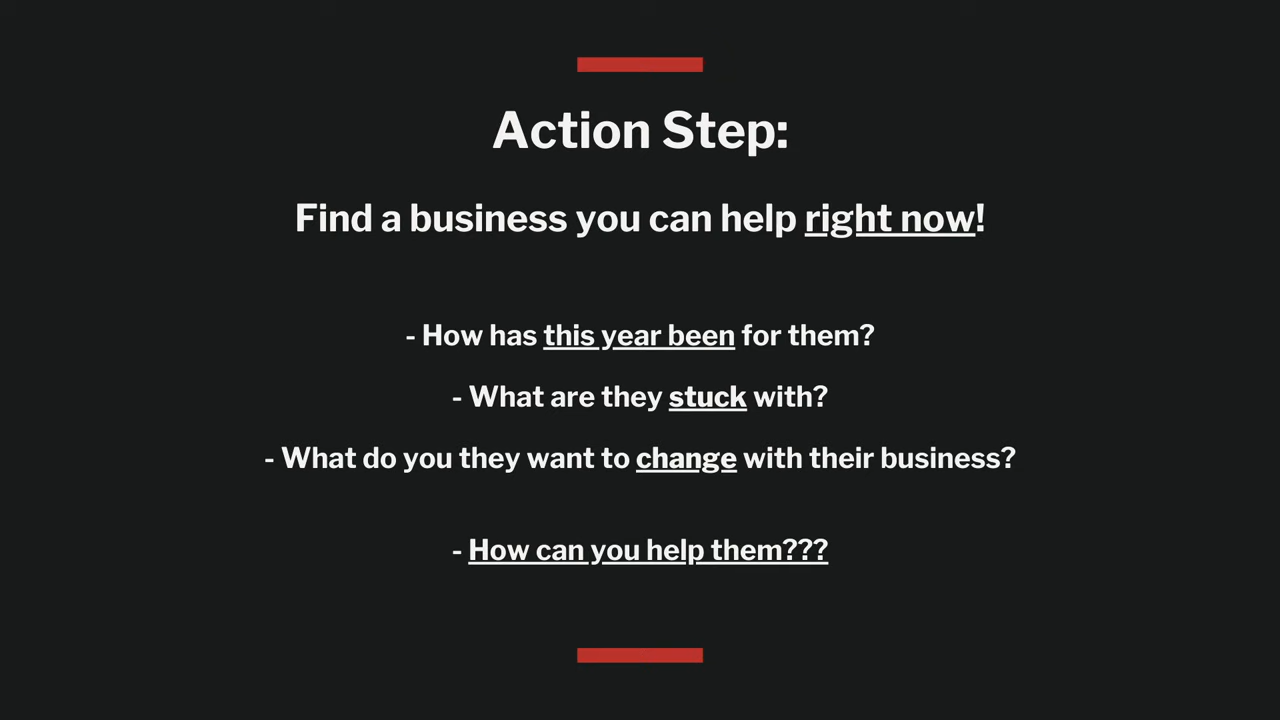 Action Step:
Find a business you can help right now!
- How has this year been for them?
- What are they stuck with?
- What do you they want to change with their business?
- How can you help them???